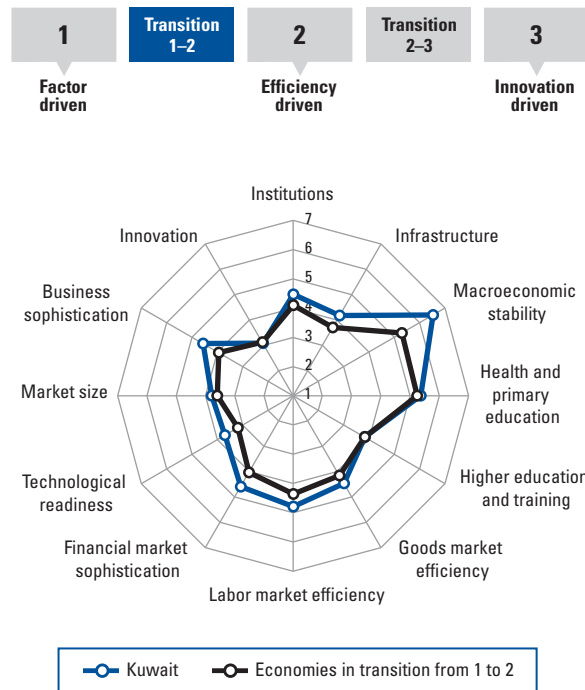 1
Transition
1–2
2
Transition
2–3
3
Factor
driven
Efficiency
driven
Innovation
driven
Institutions
Innovation
Infrastructure
Business
sophistication
Macroeconomic
stability
Market size
Health and
primary
education
Technological
readiness
Higher education
and training
Financial market
sophistication
Goods market
efficiency
Labor market efficiency
7
6
5
4
3
2
1
Kuwait
Economies in transition from 1 to 2